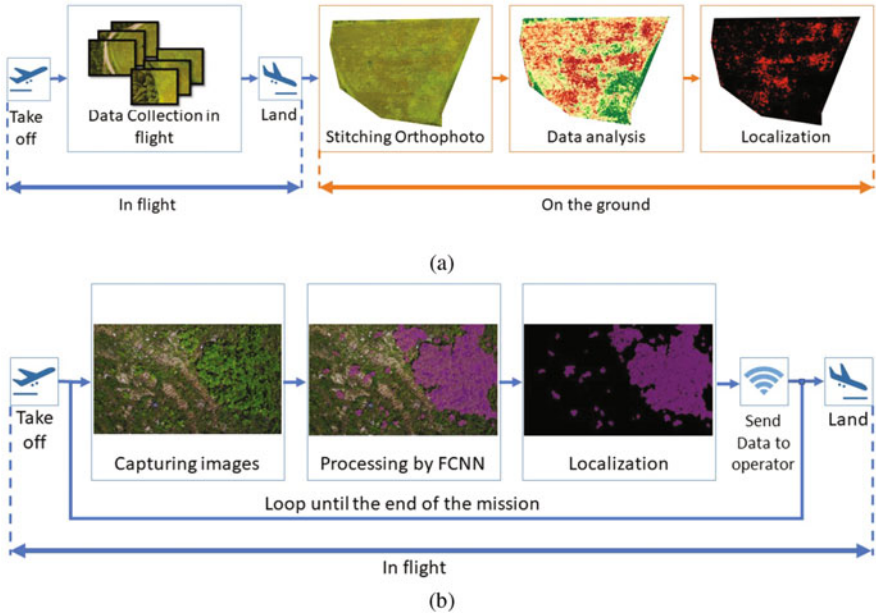 Take
off
Data Collection in
flight
Land
Stitching Orthophoto
Data analysis
Localization
In flight
On the ground
(a)
Take
off
Capturing images
Processing by FCNN
Localization
Send
Data to
operator
Land
Loop until the end of the mission
In flight
(b)